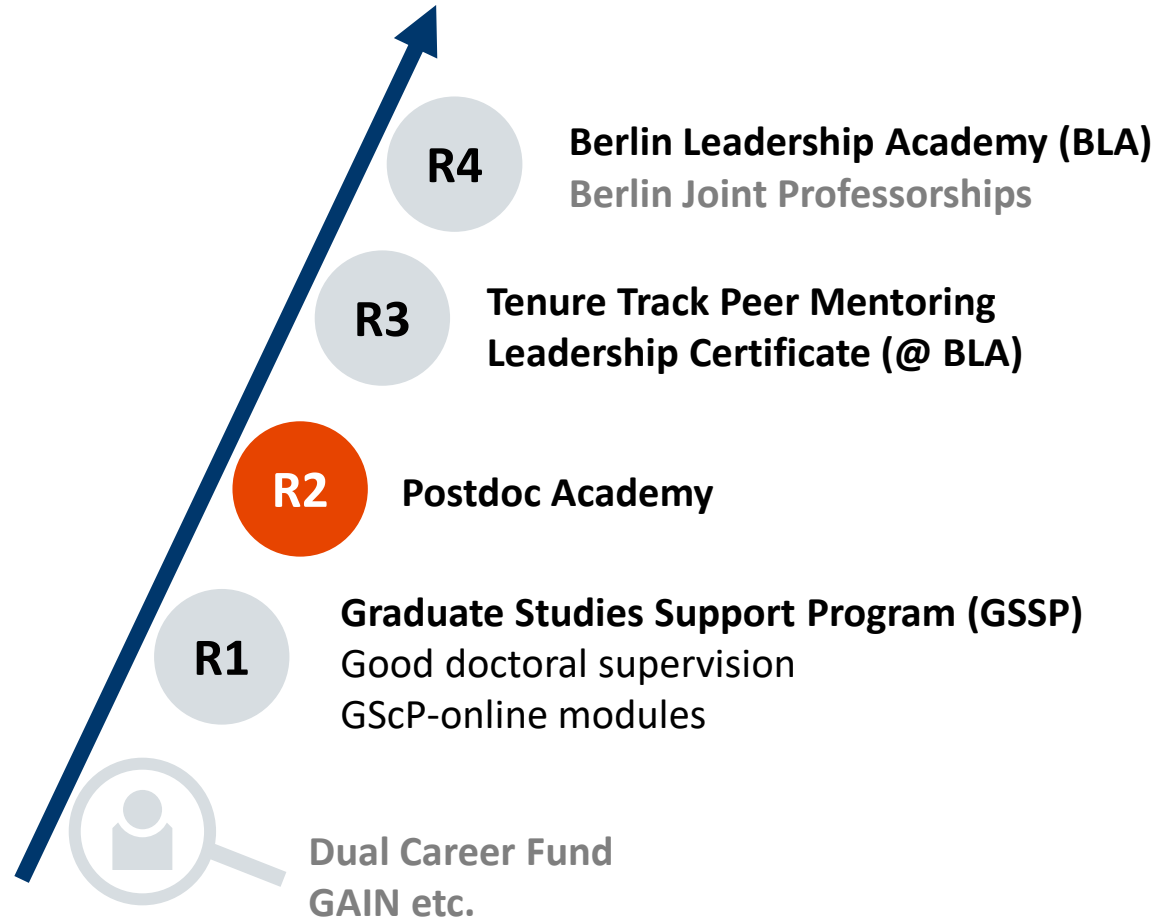 R4
Berlin Leadership Academy (BLA)
Berlin Joint Professorships
R3
Tenure Track Peer Mentoring
Leadership Certificate (@ BLA)
R2
Postdoc Academy
R1
Graduate Studies Support Program (GSSP)
Good doctoral supervision
GScP-online modules
Dual Career Fund
GAIN etc.